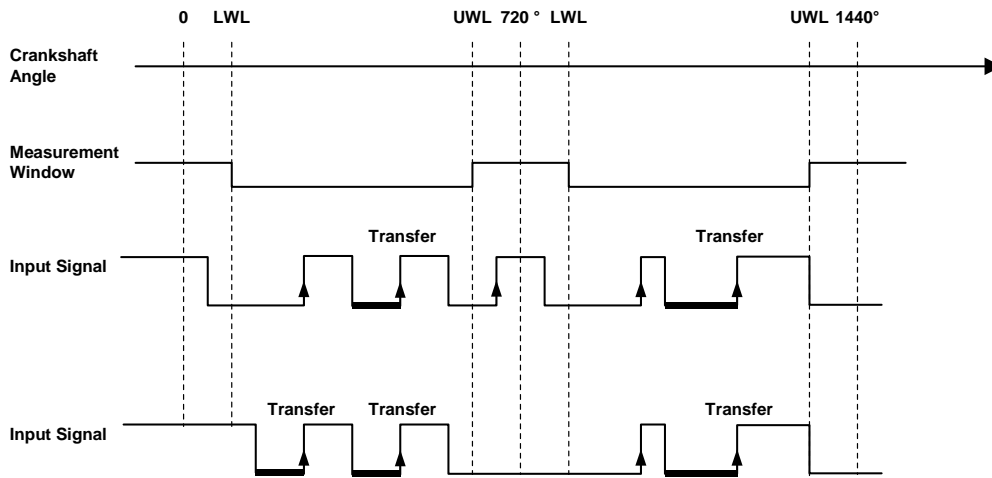 0 LWL UWL 720 ° LWL UWL 1440°
Crankshaft
Angle
Measurement
Window
Transfer Transfer
Input Signal
Transfer Transfer Transfer
Input Signal